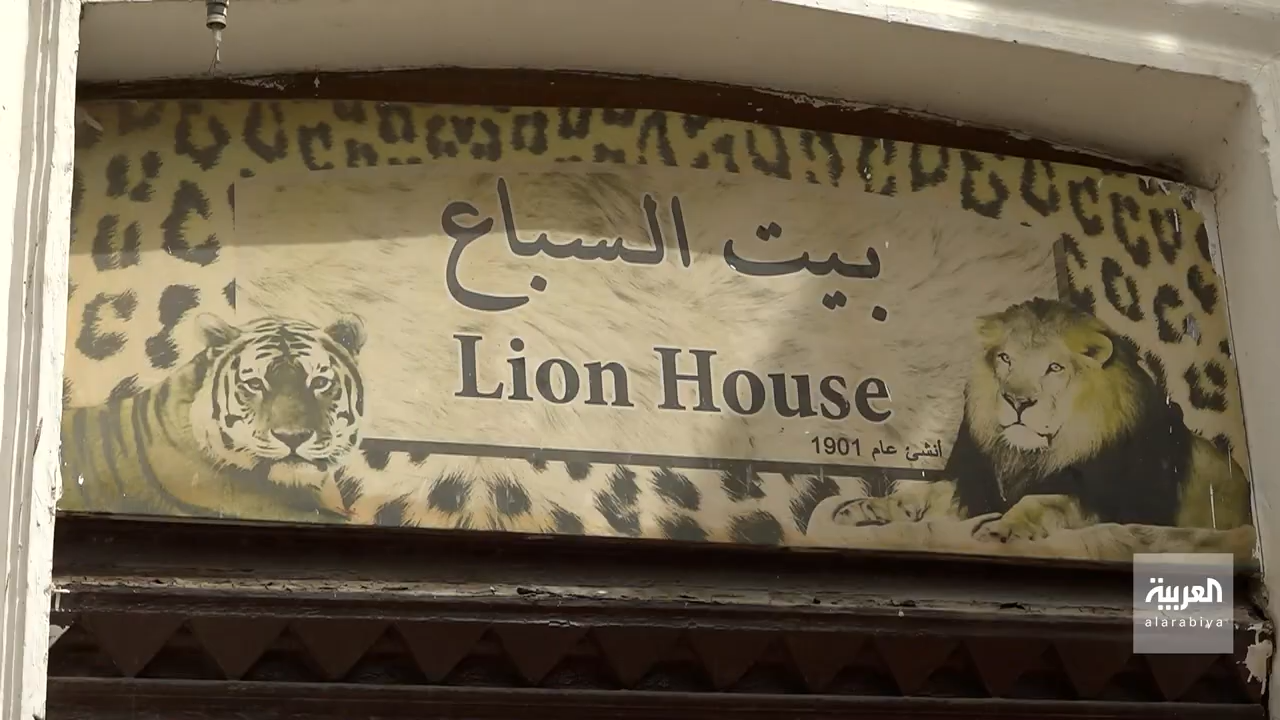 بيت السباع
Lion House
أنشئ عام 1901
العربية
alarabiya